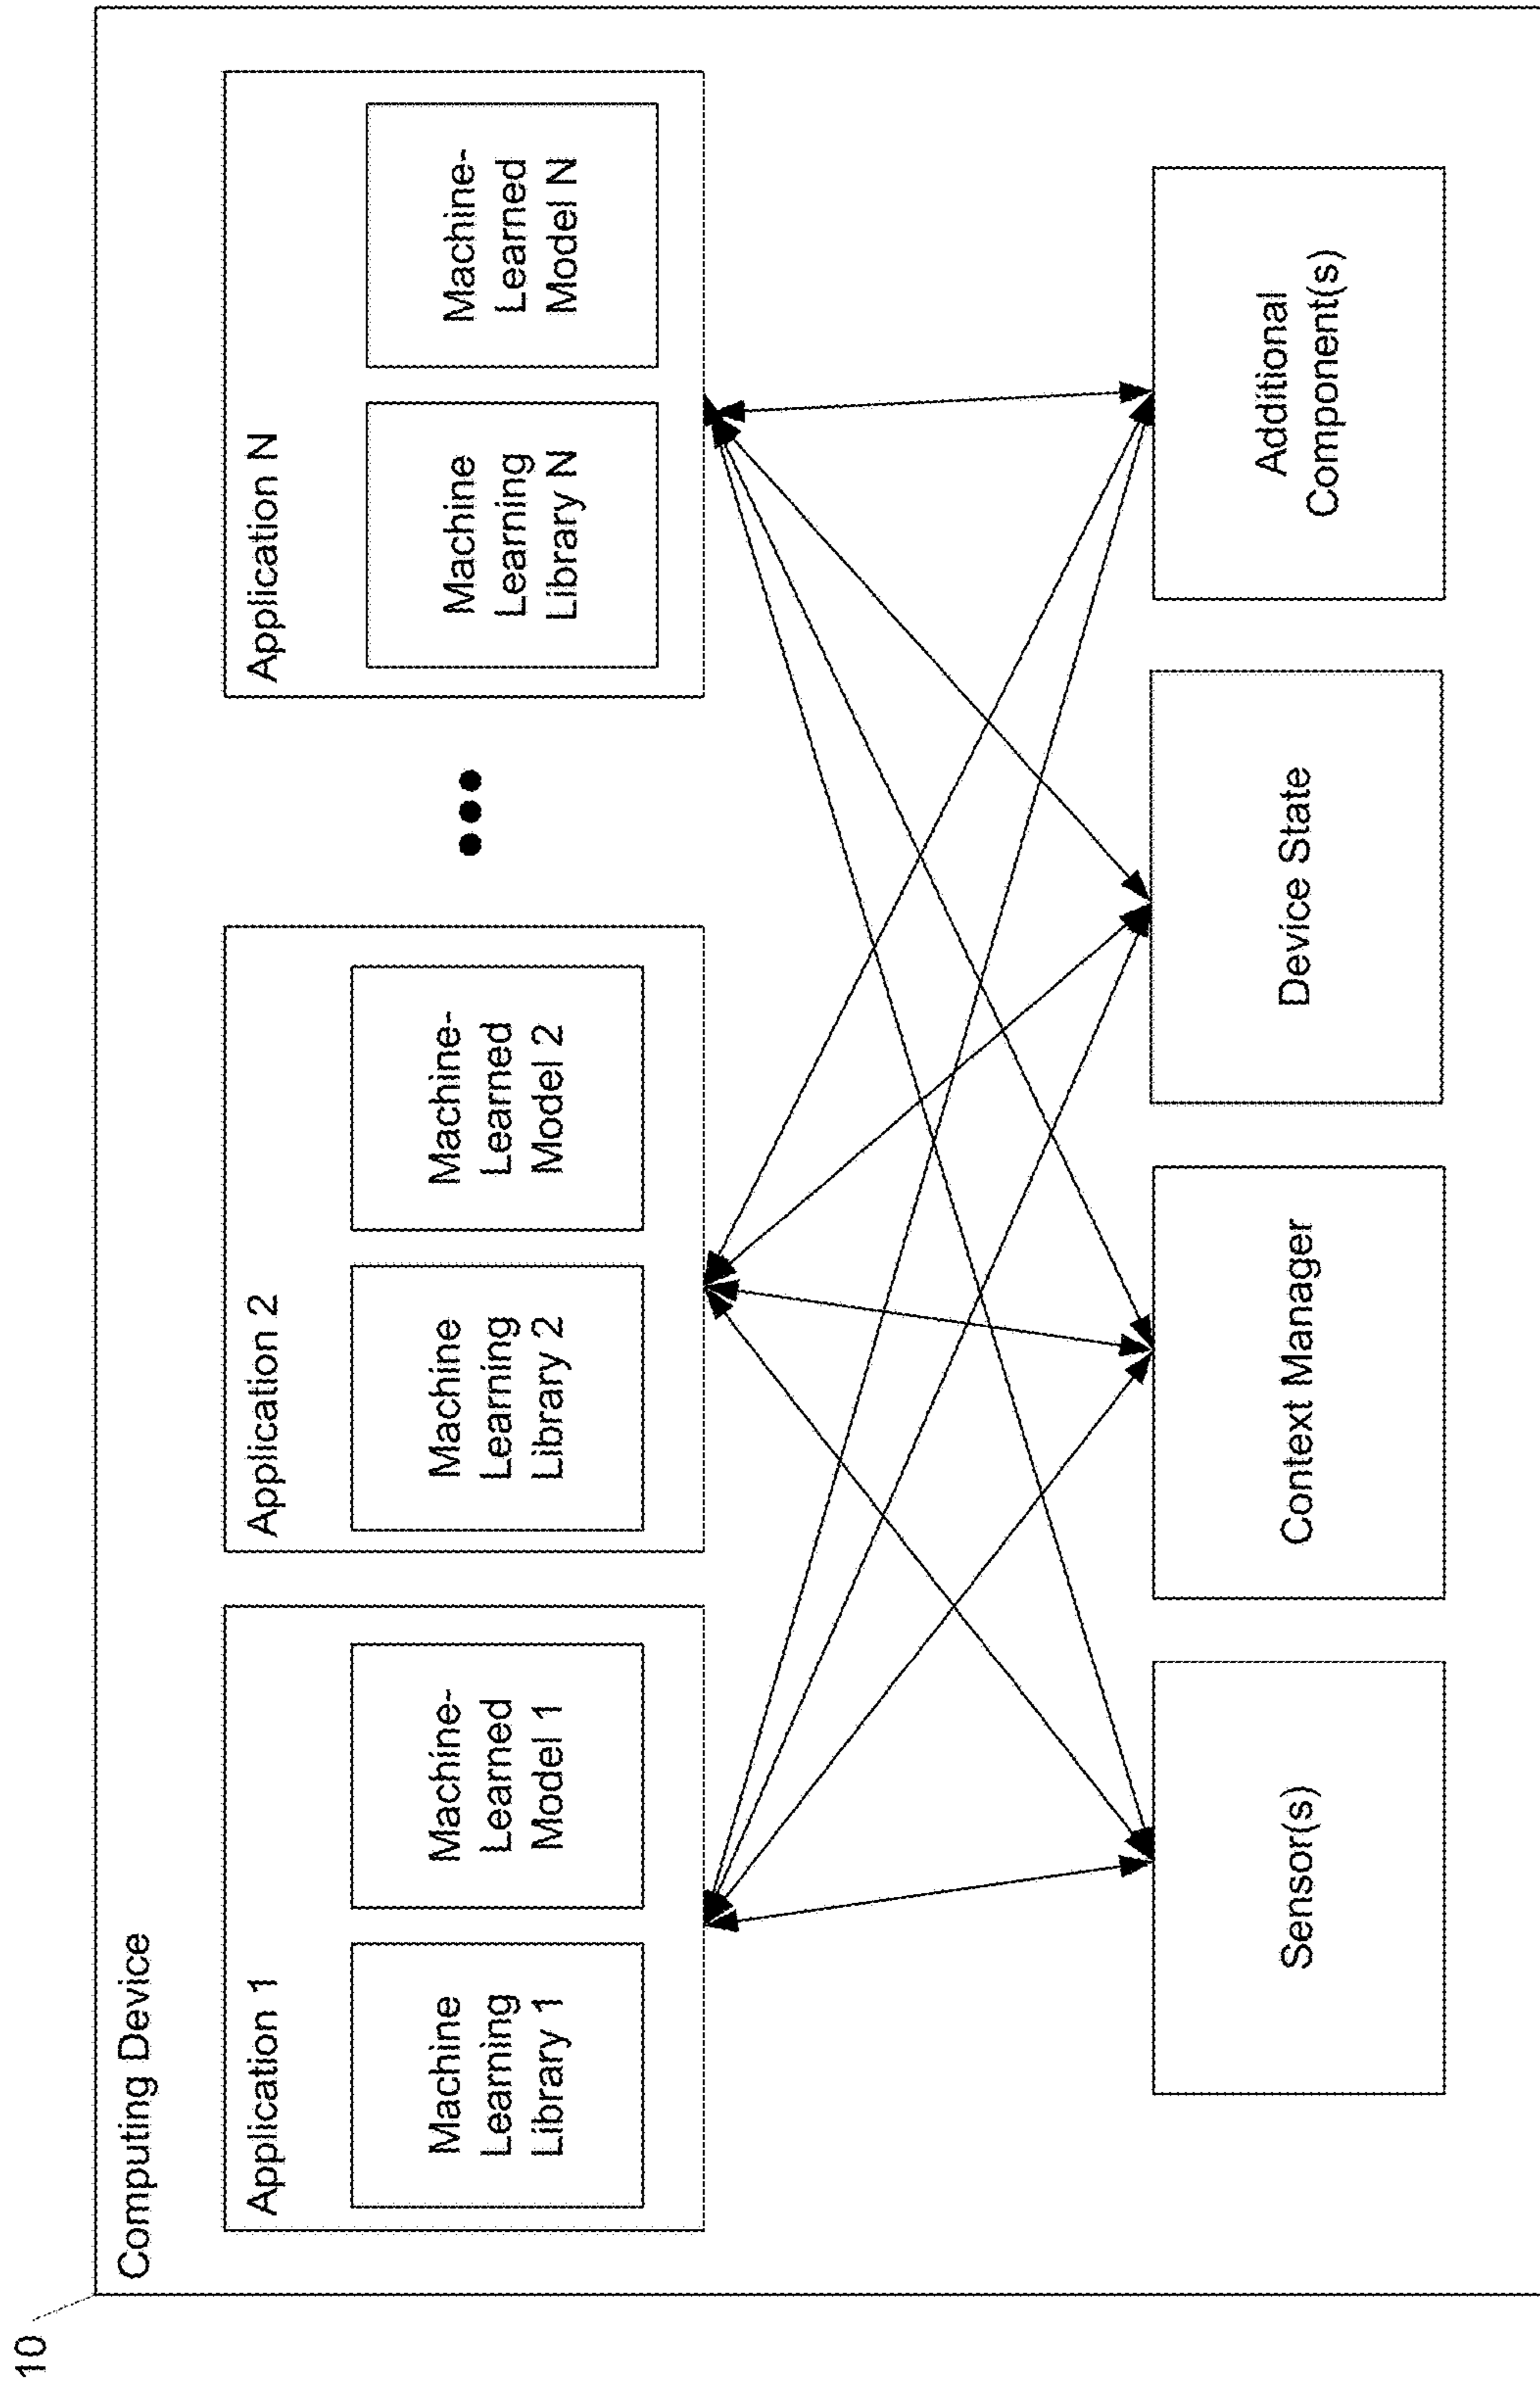 10
Computing Device
Application 1
Machine
Learning
Library 1
Machine-
Learned
Model 1
Application 2
Machine
Learning
Library 2
Machine-
Learned
Model 2
Application N
Machine
Learning
Library N
Machine-
Learned
Model N
Sensor(s)
Context Manager
Device State
Additional
Component(s)